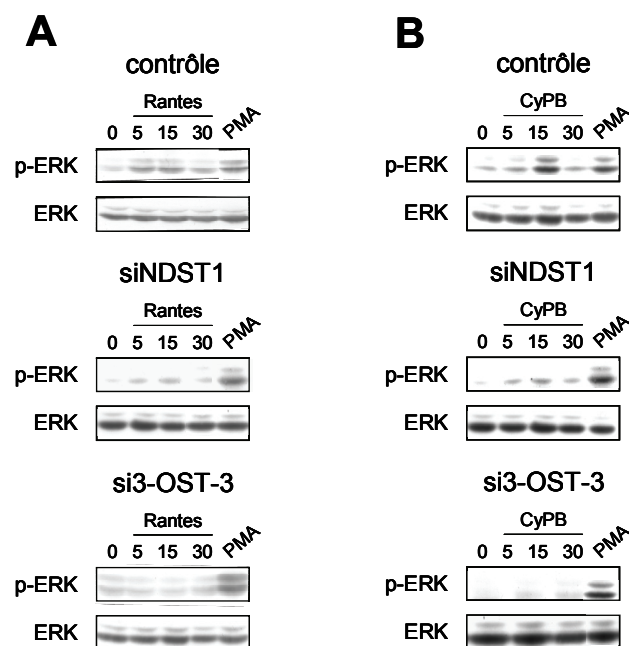 A
contrôle
Rantes
0 5 15 30 PMA
p-ERK
ERK
siNDST1
Rantes
0 5 15 30 PMA
p-ERK
ERK
si3-OST-3
Rantes
0 5 15 30 PMA
p-ERK
ERK
B
contrôle
CyPB
0 5 15 30 PMA
p-ERK
ERK
siNDST1
CyPB
0 5 15 30 PMA
p-ERK
ERK
si3-OST-3
CyPB
0 5 15 30 PMA
p-ERK
ERK